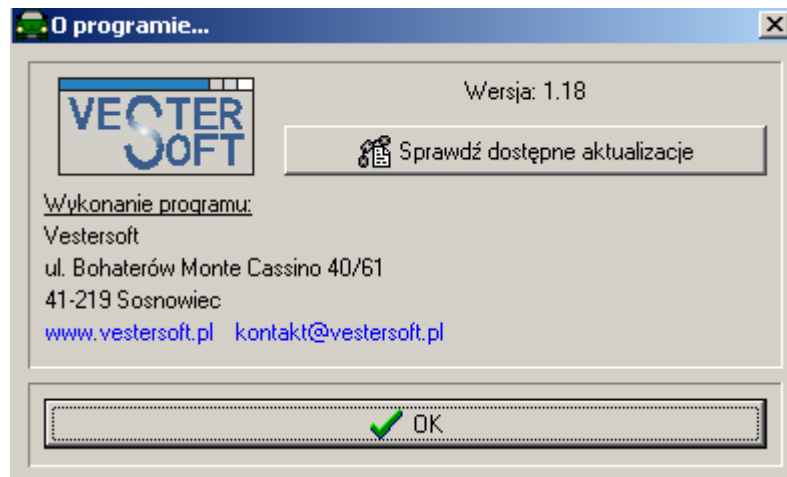 O programie...
VESTER
SOFT
Wersja: 1.18
Sprawdź dostępne aktualizacje
Wykonanie programu:
Vestersoft
ul. Bohaterów Monte Cassino 40/61
41-219 Sosnowiec
www.vestersoft.pl kontakt@vestersoft.pl
OK